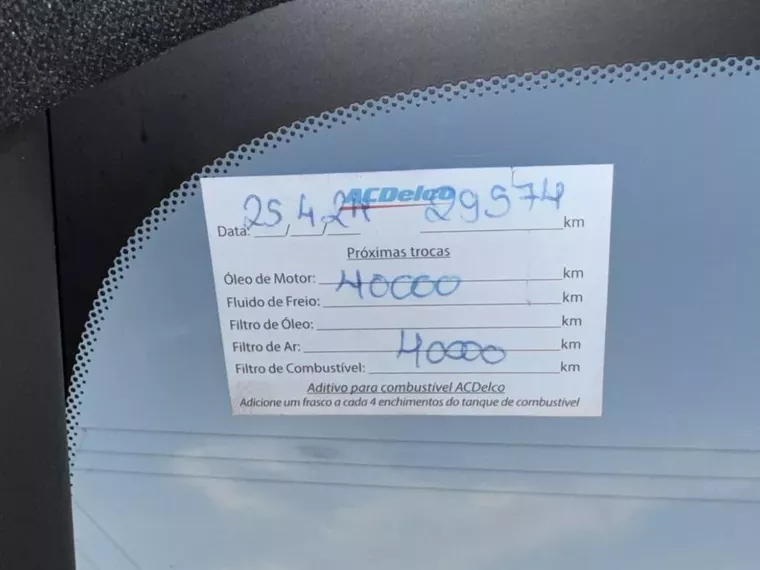 ACDelco
Data: 25/4/24 29574 km
Próximas trocas
Óleo de Motor: 40000 km
Fluido de Freio: km
Filtro de Óleo: km
Filtro de Ar: 40000 km
Filtro de Combustível: km
Aditivo para combustível ACDelco
Adicione um frasco a cada 4 enchimentos do tanque de combustível